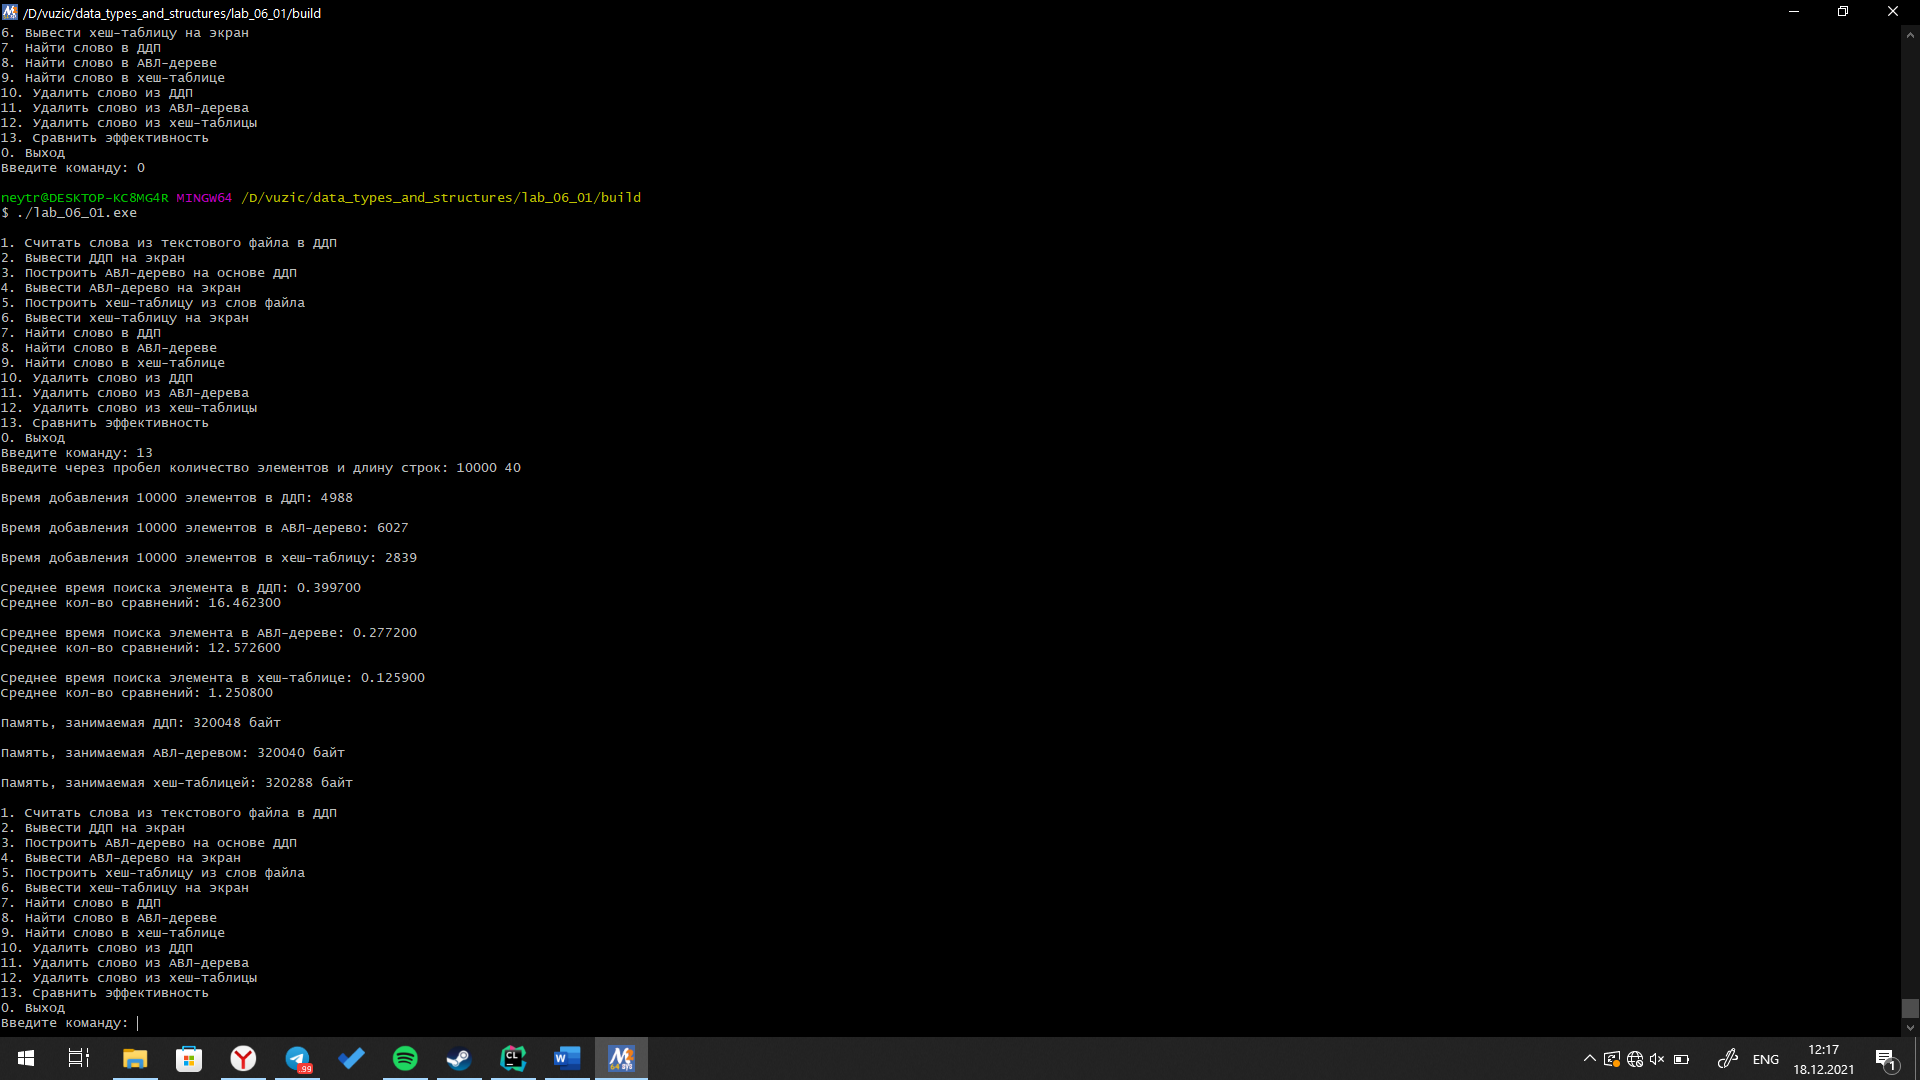 /D/vuzic/data_types_and_structures/lab_06_01/build
6. Вывести хеш-таблицу на экран
7. Найти слово в ДДП
8. Найти слово в АВЛ-дереве
9. Найти слово в хеш-таблице
10. Удалить слово из ДДП
11. Удалить слово из АВЛ-дерева
12. Удалить слово из хеш-таблицы
13. Сравнить эффективность
0. Выход
Введите команду: 0
neytr@DESKTOP-KC8MG4R MINGW64 /D/vuzic/data_types_and_structures/lab_06_01/build
$ ./lab_06_01.exe
1. Считать слова из текстового файла в ДДП
2. Вывести ДДП на экран
3. Построить АВЛ-дерево на основе ДДП
4. Вывести АВЛ-дерево на экран
5. Построить хеш-таблицу из слов файла
6. Вывести хеш-таблицу на экран
7. Найти слово в ДДП
8. Найти слово в АВЛ-дереве
9. Найти слово в хеш-таблице
10. Удалить слово из ДДП
11. Удалить слово из АВЛ-дерева
12. Удалить слово из хеш-таблицы
13. Сравнить эффективность
0. Выход
Введите команду: 13
Введите через пробел количество элементов и длину строк: 10000 40
Время добавления 10000 элементов в ДДП: 4988
Время добавления 10000 элементов в АВЛ-дерево: 6027
Время добавления 10000 элементов в хеш-таблицу: 2839
Среднее время поиска элемента в ДДП: 0.399700
Среднее кол-во сравнений: 16.462300
Среднее время поиска элемента в АВЛ-дереве: 0.277200
Среднее кол-во сравнений: 12.572600
Среднее время поиска элемента в хеш-таблице: 0.125900
Среднее кол-во сравнений: 1.250800
Память, занимаемая ДДП: 320048 байт
Память, занимаемая АВЛ-деревом: 320040 байт
Память, занимаемая хеш-таблицей: 320288 байт
1. Считать слова из текстового файла в ДДП
2. Вывести ДДП на экран
3. Построить АВЛ-дерево на основе ДДП
4. Вывести АВЛ-дерево на экран
5. Построить хеш-таблицу из слов файла
6. Вывести хеш-таблицу на экран
7. Найти слово в ДДП
8. Найти слово в АВЛ-дереве
9. Найти слово в хеш-таблице
10. Удалить слово из ДДП
11. Удалить слово из АВЛ-дерева
12. Удалить слово из хеш-таблицы
13. Сравнить эффективность
0. Выход
Введите команду:
.99
CL
W
ENG
12:17
18.12.2021
1